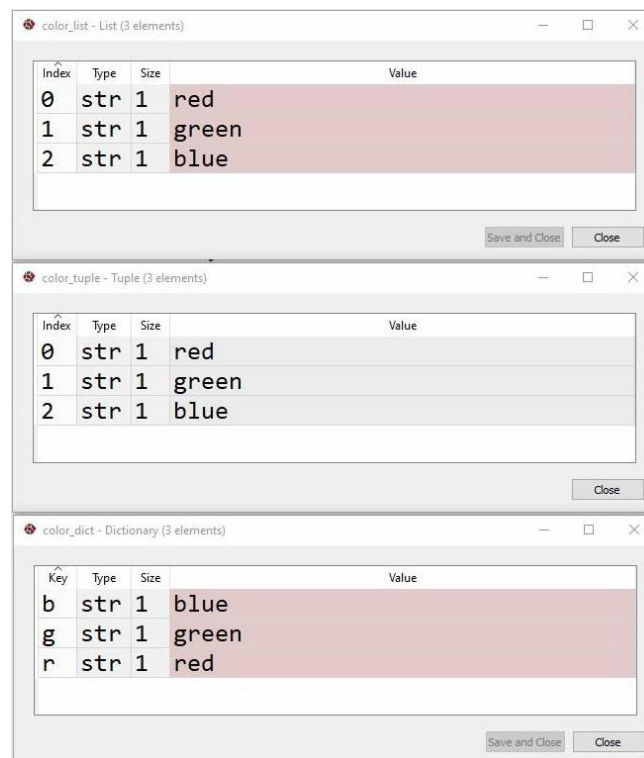 color_list - List (3 elements)
Index Type Size Value
0 str 1 red
1 str 1 green
2 str 1 blue
Save and Close Close
color_tuple - Tuple (3 elements)
Index Type Size Value
0 str 1 red
1 str 1 green
2 str 1 blue
Close
color_dict - Dictionary (3 elements)
Key Type Size Value
b str 1 blue
g str 1 green
r str 1 red
Save and Close Close